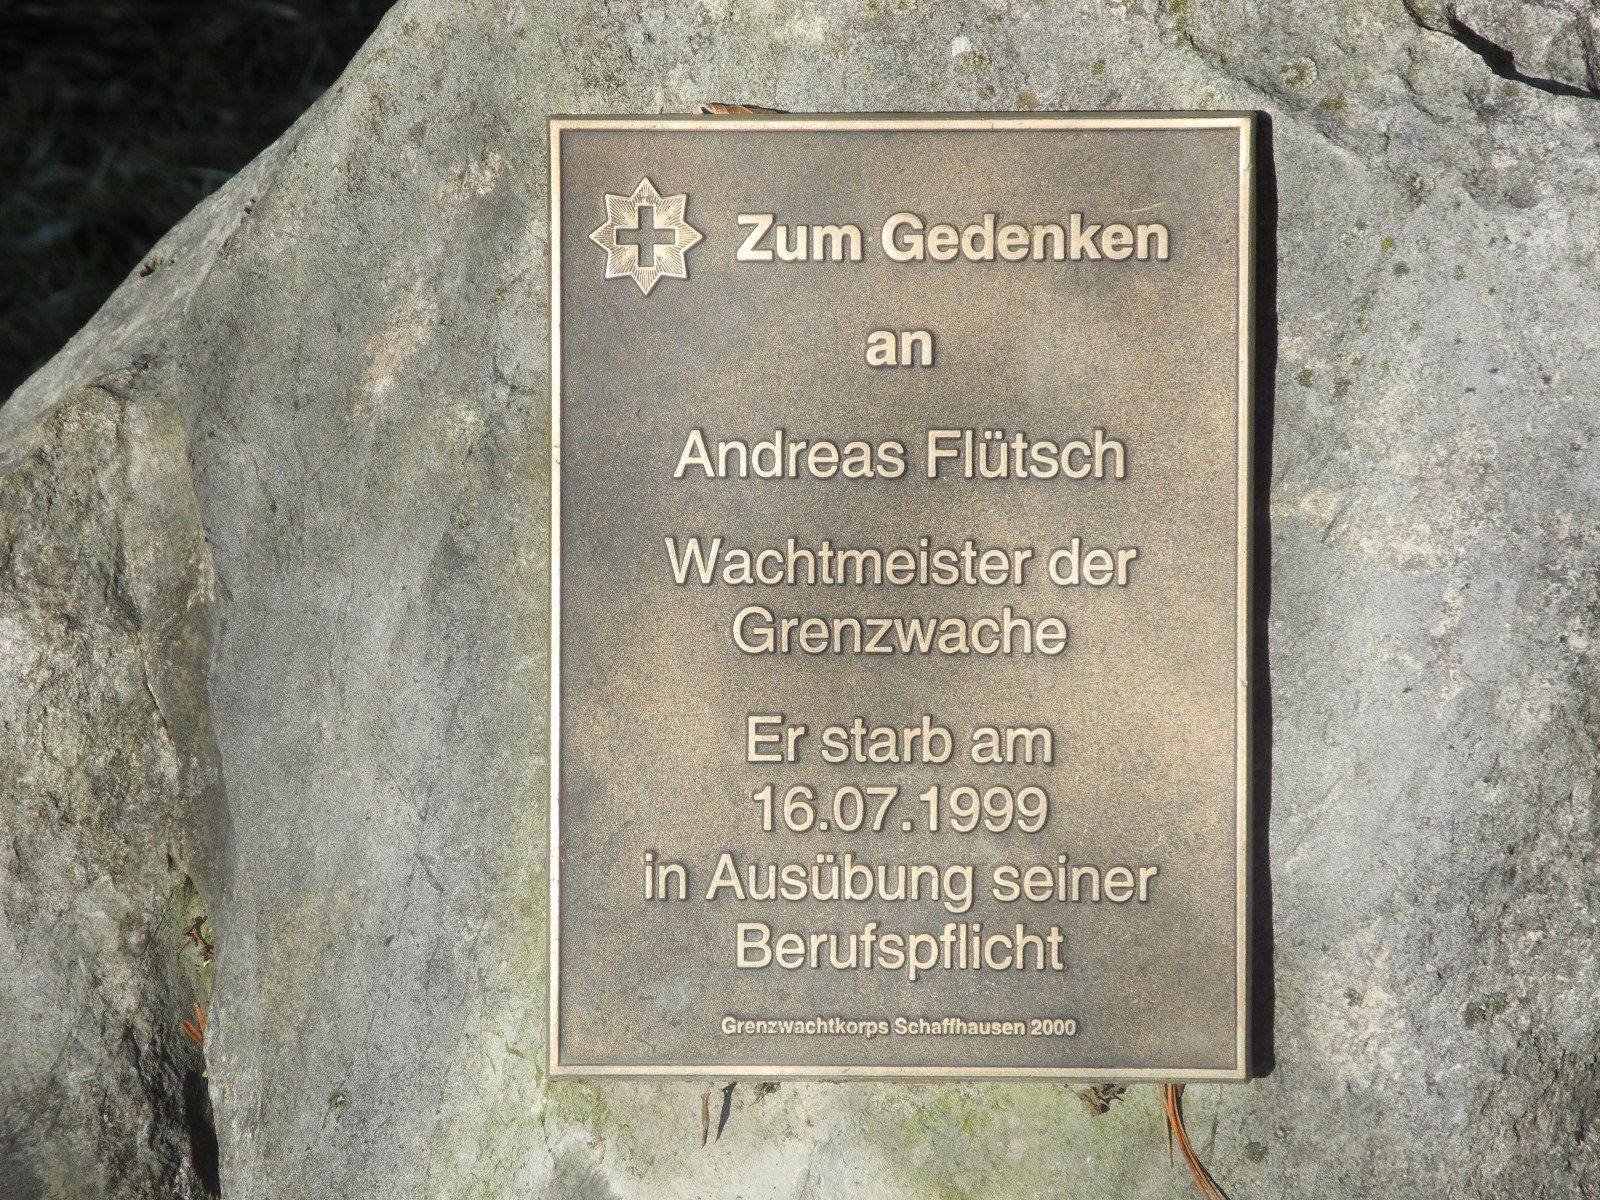 Zum Gedenken
an
Andreas Flütsch
Wachtmeister der
Grenzwache
Er starb am
16.07.1999
in Ausübung seiner
Berufspflicht
Grenzwachtkorps Schaffhausen 2000